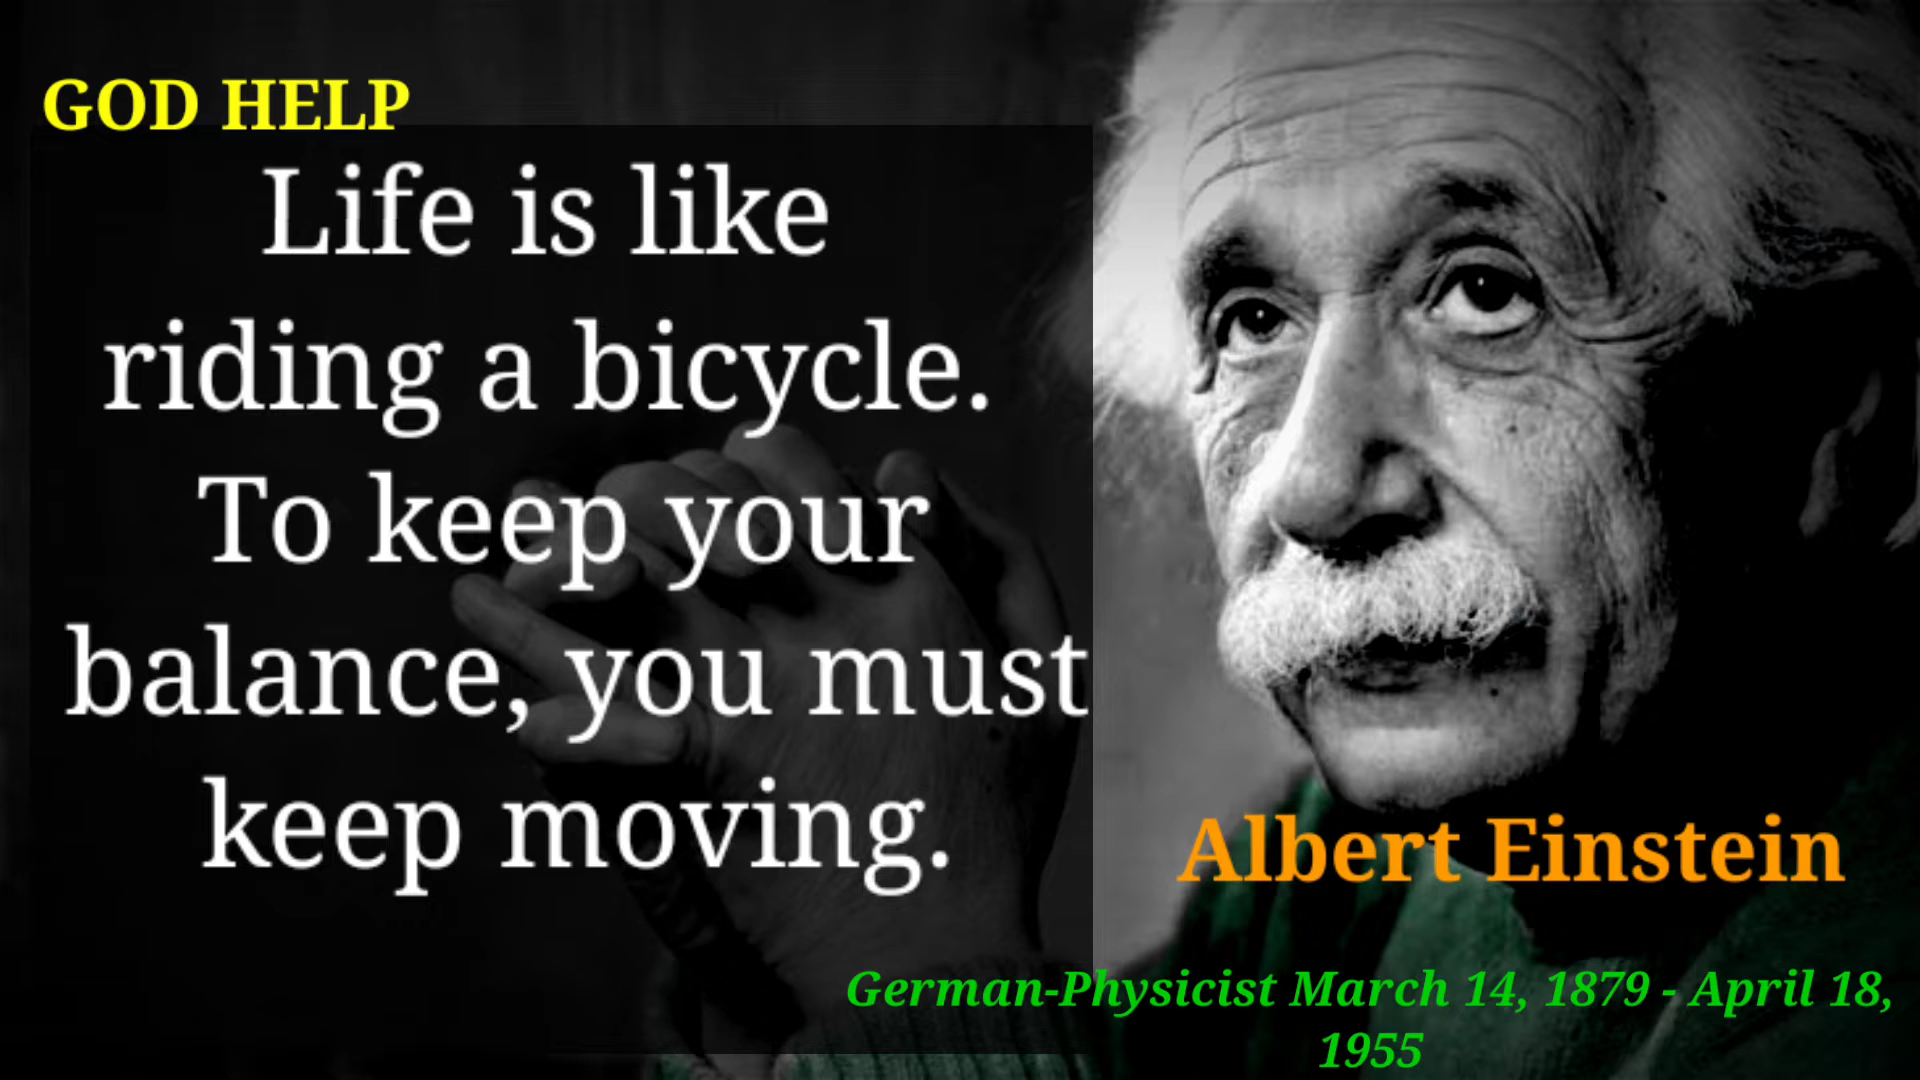 GOD HELP
Life is like
riding a bicycle.
To keep your
balance, you must
keep moving.
Albert Einstein
German-Physicist March 14, 1879 - April 18,
1955